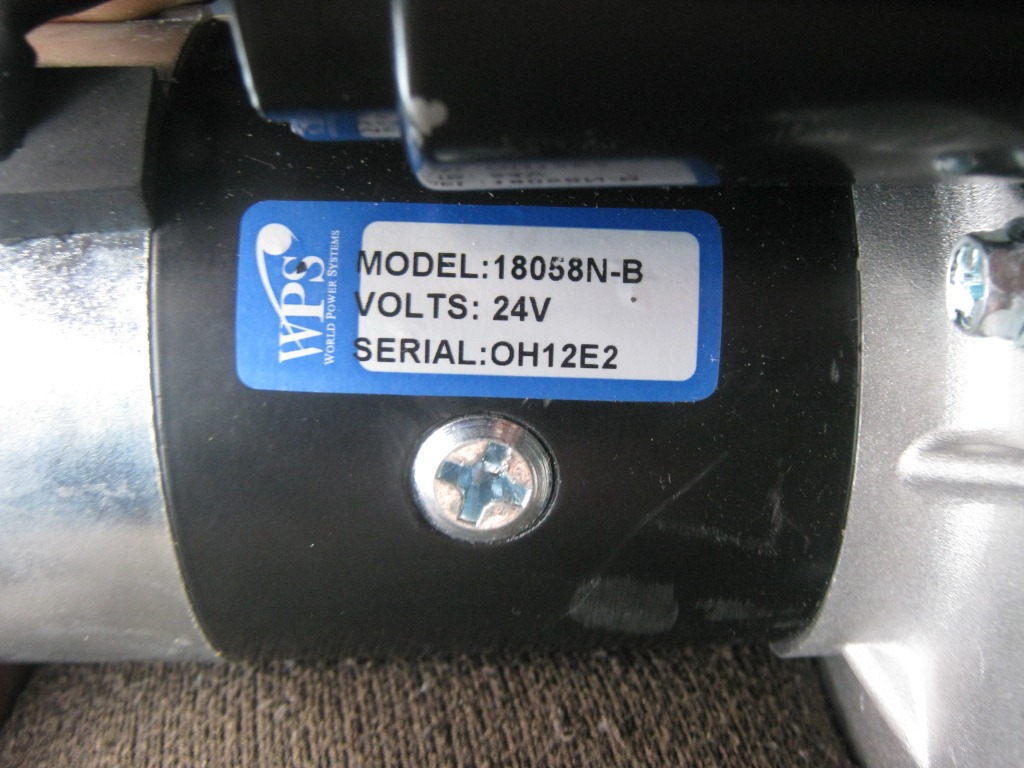 WPS
WORLD POWER SYSTEMS
MODEL:18058N-B
VOLTS: 24V
SERIAL:OH12E2